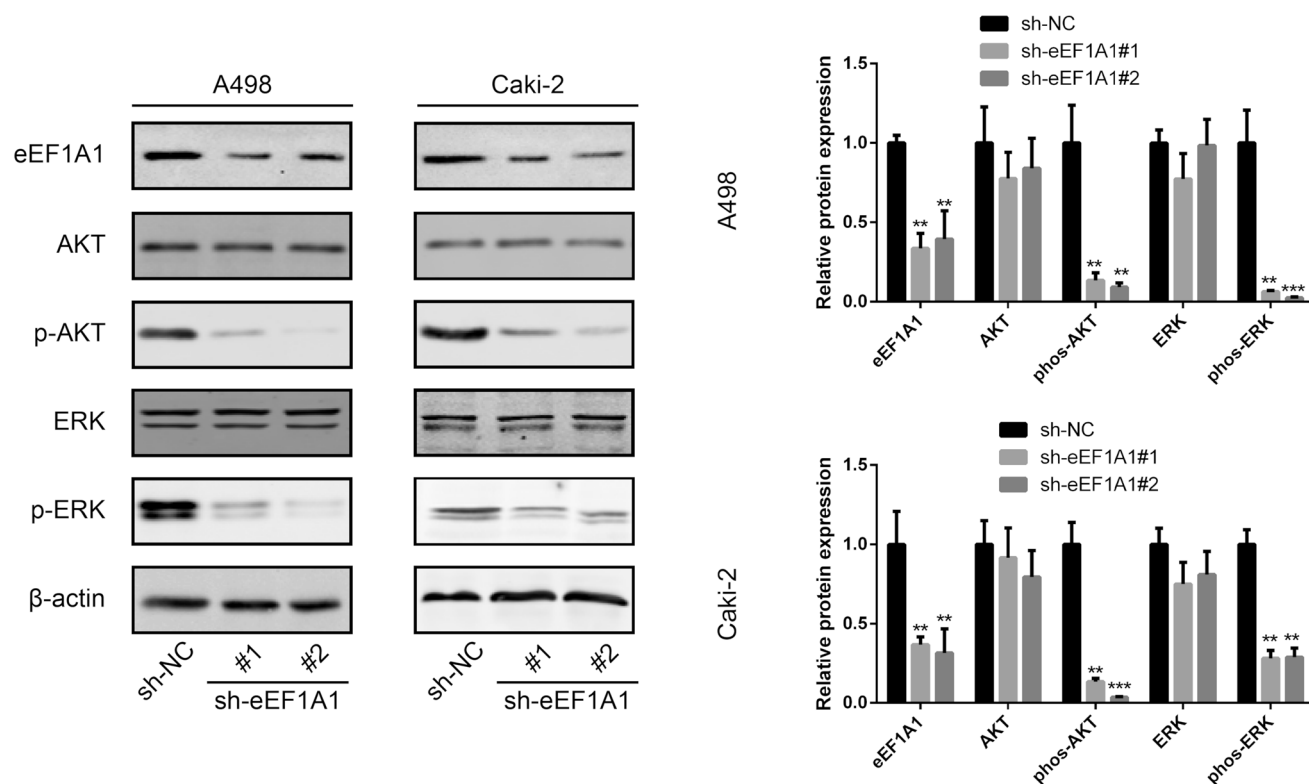 A498
Caki-2
eEF1A1
AKT
p-AKT
ERK
p-ERK
β-actin
sh-NC
#1
#2
sh-eEF1A1
sh-NC
#1
#2
sh-eEF1A1
A498
sh-NC
sh-eEF1A1#1
sh-eEF1A1#2
Relative protein expression
1.5
1.0
0.5
0.0
** **
** **
** ***
eEF1A1
AKT
phos-AKT
ERK
phos-ERK
Caki-2
sh-NC
sh-eEF1A1#1
sh-eEF1A1#2
Relative protein expression
1.5
1.0
0.5
0.0
** **
** ***
** **
eEF1A1
AKT
phos-AKT
ERK
phos-ERK